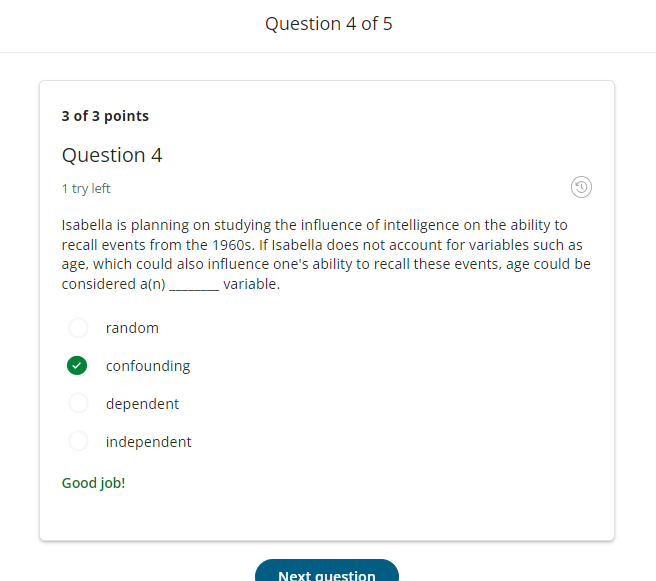 Question 4 of 5
3 of 3 points
Question 4
1 try left
Isabella is planning on studying the influence of intelligence on the ability to
recall events from the 1960s. If Isabella does not account for variables such as
age, which could also influence one's ability to recall these events, age could be
considered a(n) ________ variable.
random
confounding
dependent
independent
Good job!
Next question